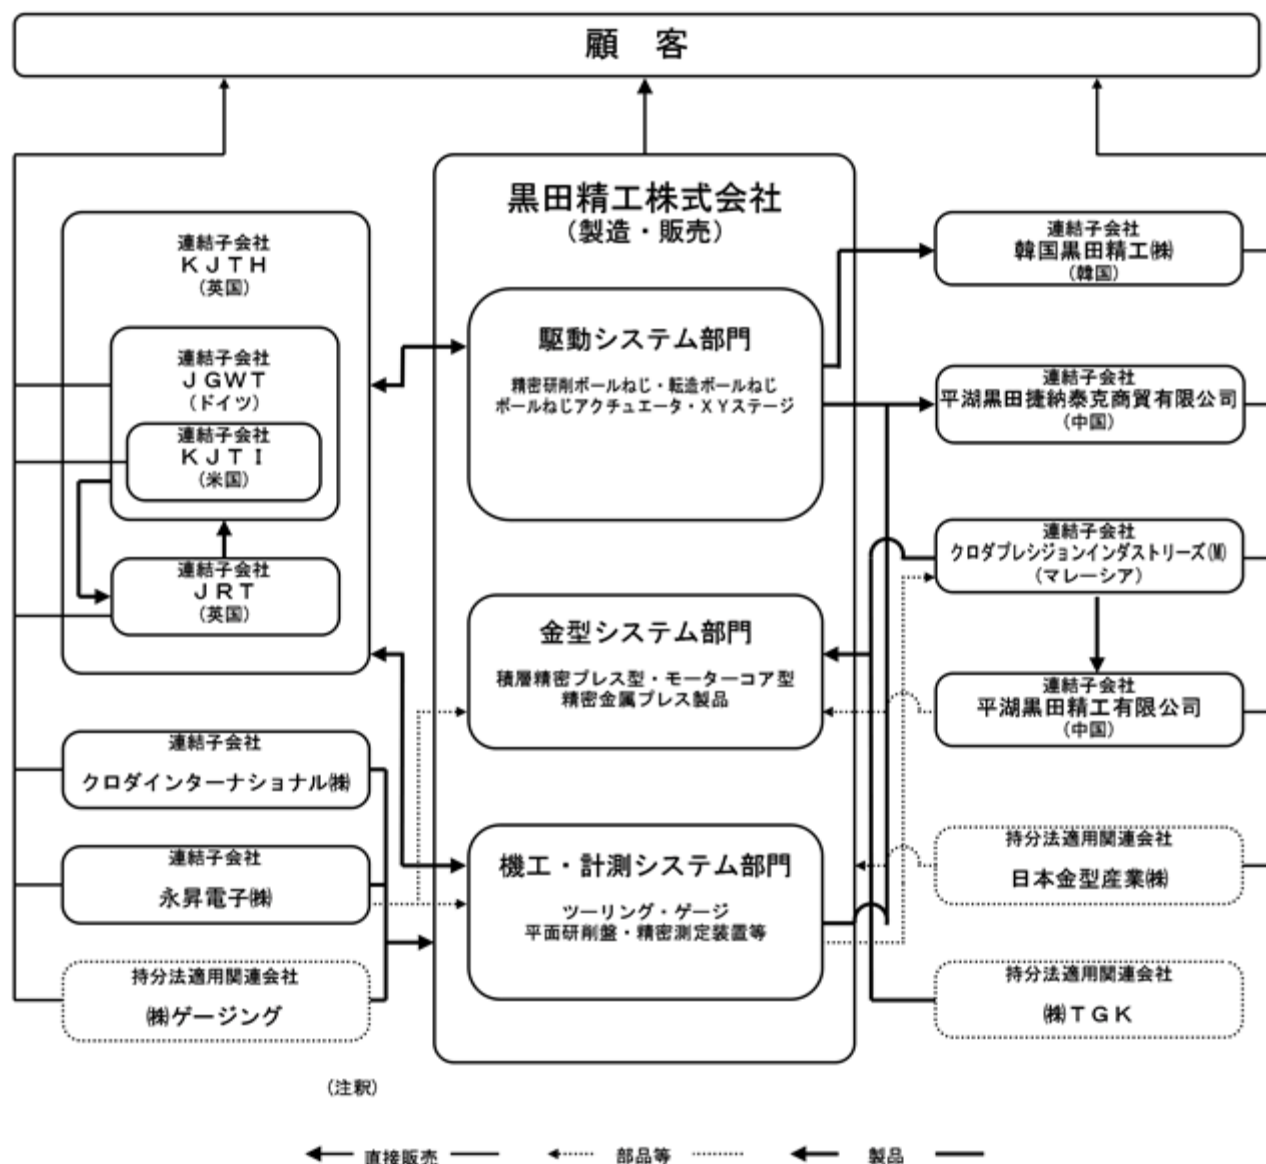 顧　客
黒田精工株式会社
(製造・販売)
連結子会社
ＫＪＴＨ
(英国)
連結子会社
ＪＧＷＴ
(ドイツ)
連結子会社
ＫＪＴＩ
(米国)
連結子会社
ＪＲＴ
(英国)
連結子会社
クロダインターナショナル㈱
連結子会社
永昇電子㈱
持分法適用関連会社
㈱ゲージング
駆動システム部門
精密研削ボールねじ・転造ボールねじ
ボールねじアクチュエータ・ＸＹステージ
金型システム部門
積層精密プレス型・モーターコア型
精密金属プレス製品
機工・計測システム部門
ツーリング・ゲージ
平面研削盤・精密測定装置等
連結子会社
韓国黒田精工㈱
(韓国)
連結子会社
平湖黒田捷納泰克商貿有限公司
(中国)
連結子会社
クロダプレシジョンインダストリーズ(M)
(マレーシア)
連結子会社
平湖黒田精工有限公司
(中国)
持分法適用関連会社
日本金型産業㈱
持分法適用関連会社
㈱ＴＧＫ
(注釈)
直接販売
部品等
製品